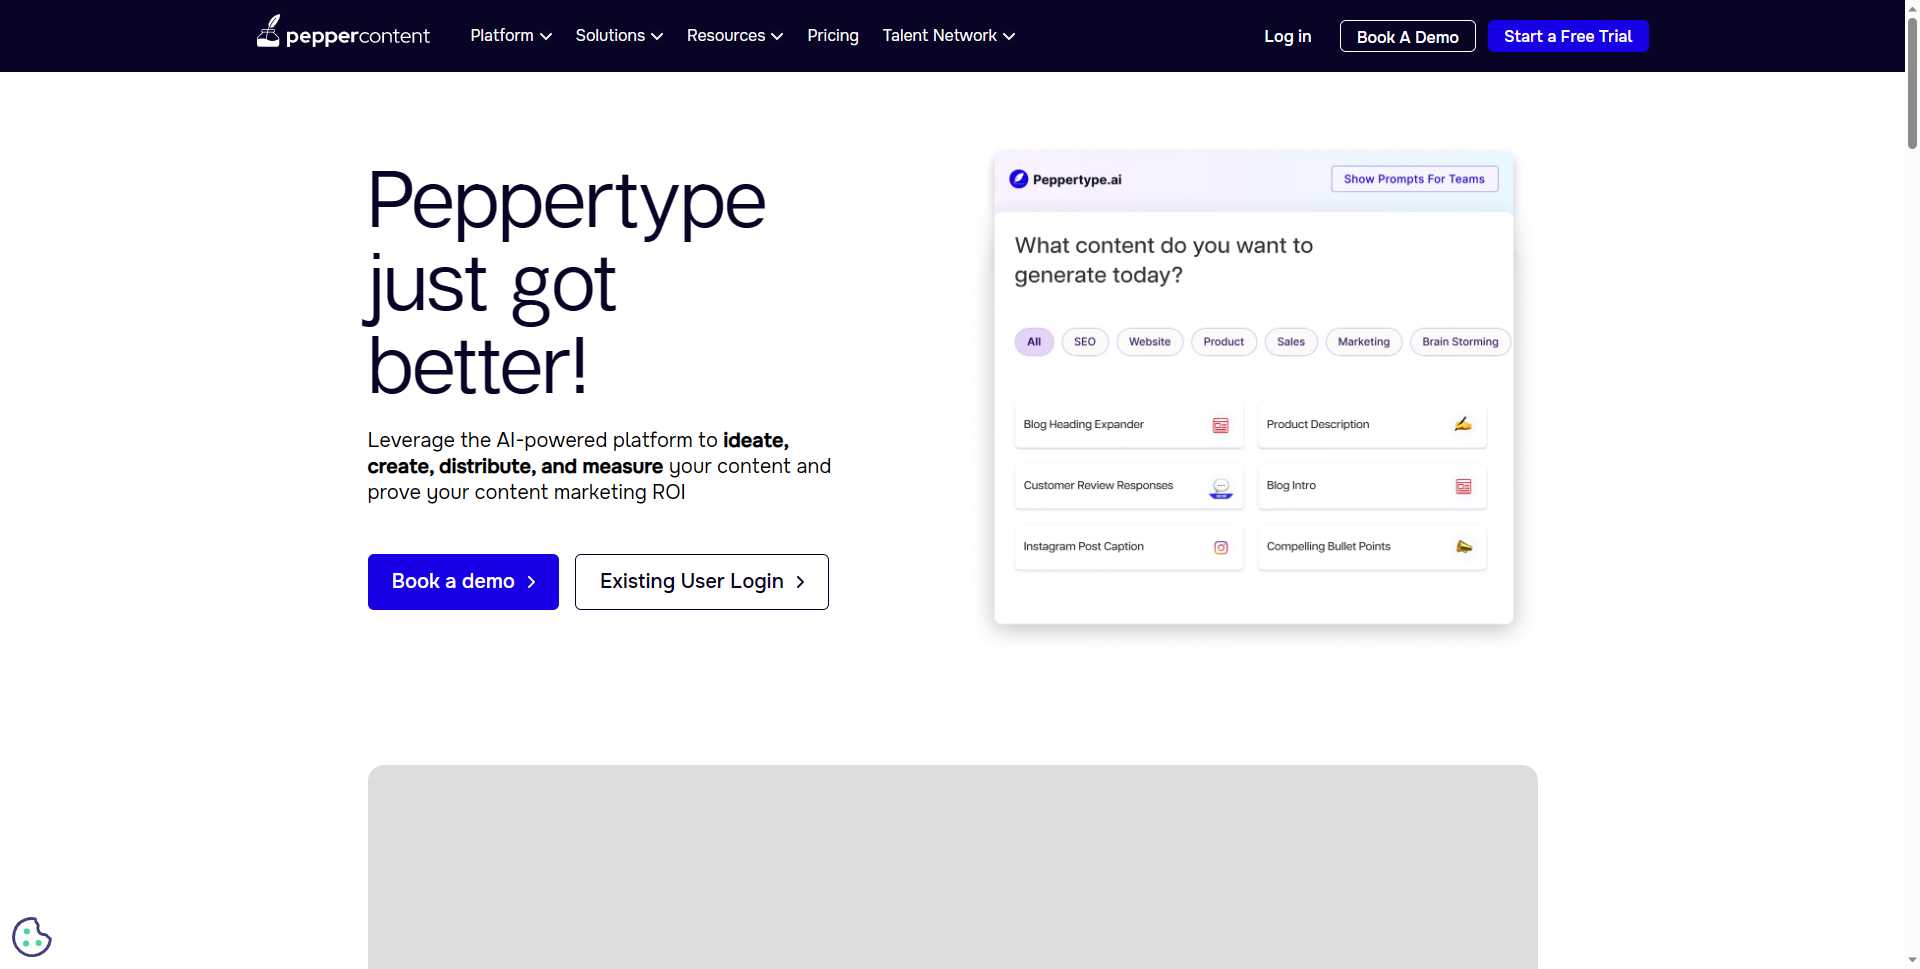 peppercontent
Platform
Solutions
Resources
Pricing
Talent Network
Log in
Book A Demo
Start a Free Trial
Peppertype
just got
better!
Leverage the AI-powered platform to ideate,
create, distribute, and measure your content and
prove your content marketing ROI
Book a demo
Existing User Login
Peppertype.ai
Show Prompts For Teams
What content do you want to
generate today?
All
SEO
Website
Product
Sales
Marketing
Brain Storming
Blog Heading Expander
Product Description
Customer Review Responses
Blog Intro
Instagram Post Caption
Compelling Bullet Points